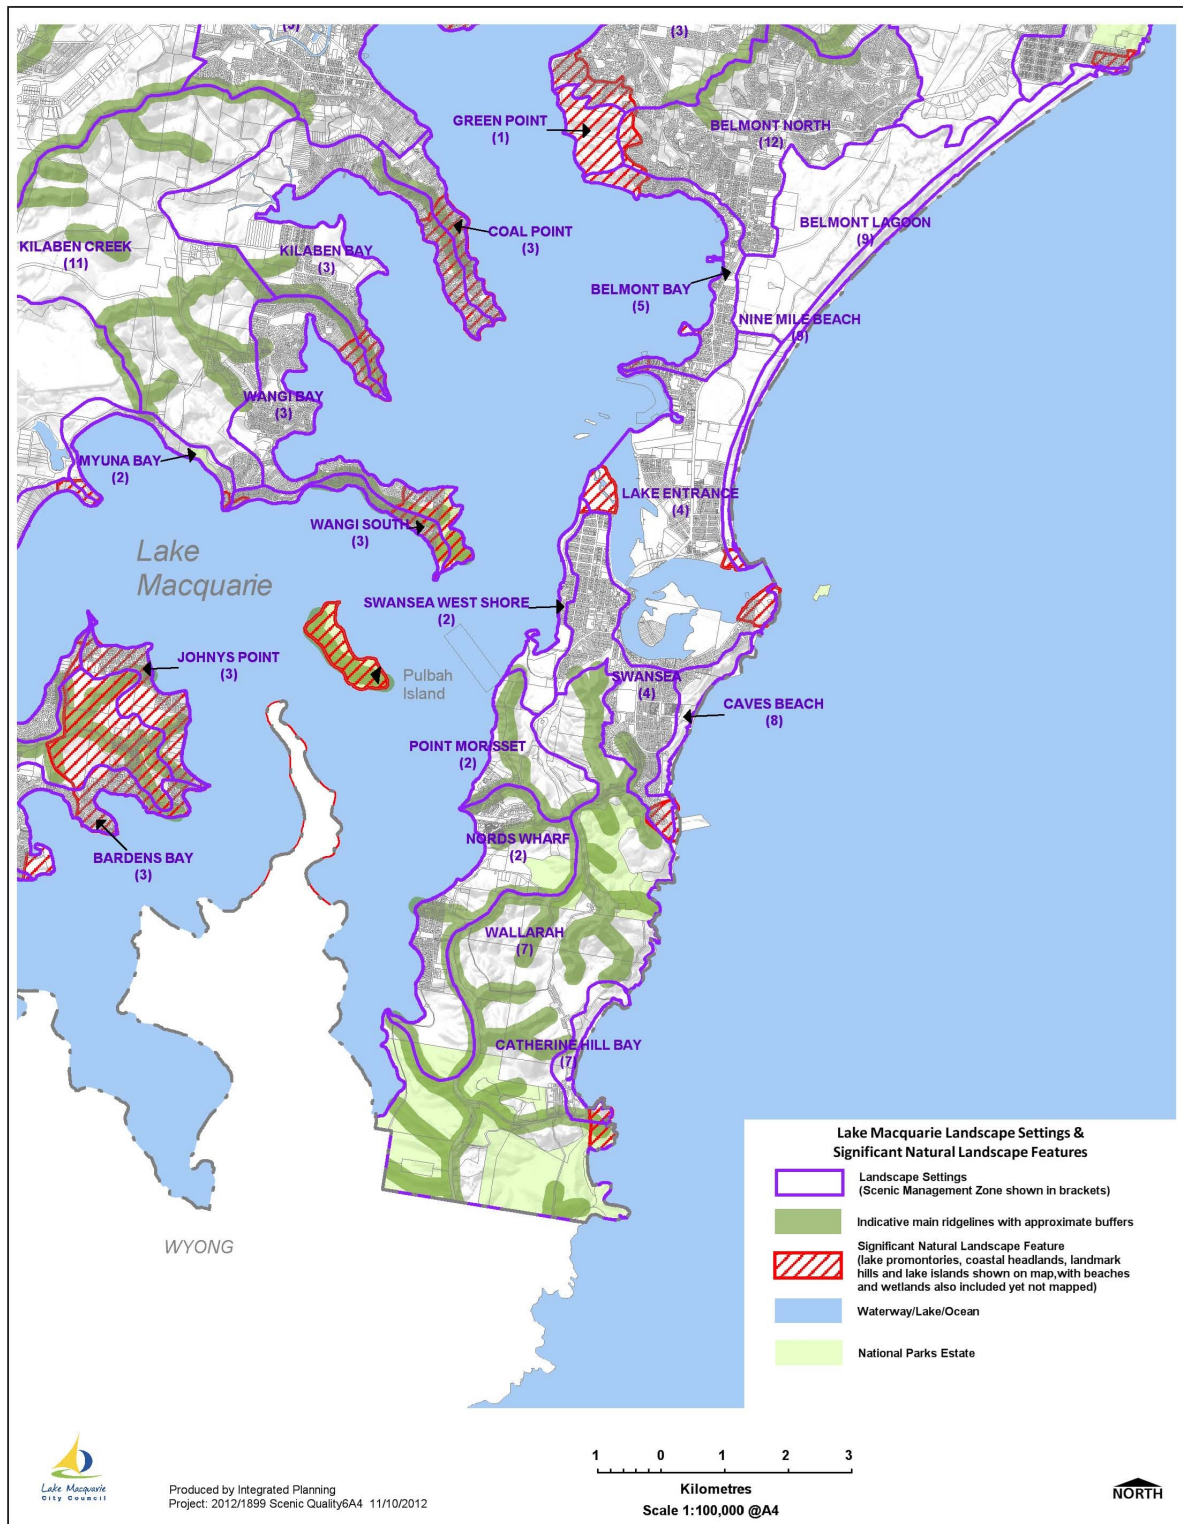 (3)
(3)
GREEN POINT
(1)
BELMONT NORTH
(12)
COAL POINT
(3)
BELMONT LAGOON
(9)
KILABEN CREEK
(11)
KILABEN BAY
(3)
BELMONT BAY
(5)
NINE MILE BEACH
(9)
WANGI BAY
(3)
MYUNA BAY
(2)
LAKE ENTRANCE
(4)
WANGI SOUTH
(3)
Lake
Macquarie
SWANSEA WEST SHORE
(2)
JOHNYS POINT
(3)
Pulbah
Island
SWANSEA
(4)
CAVES BEACH
(8)
POINT MORISSET
(2)
NORDS WHARF
(2)
BARDENS BAY
(3)
WALLARAH
(7)
CATHERINE HILL BAY
(7)
WYONG
Lake Macquarie Landscape Settings &
Significant Natural Landscape Features
Landscape Settings
(Scenic Management Zone shown in brackets)
Indicative main ridgelines with approximate buffers
Significant Natural Landscape Feature
(lake promontories, coastal headlands, landmark
hills and lake islands shown on map,with beaches
and wetlands also included yet not mapped)
Waterway/Lake/Ocean
National Parks Estate
Lake Macquarie
City Council
Produced by Integrated Planning
Project: 2012/1899 Scenic Quality6A4 11/10/2012
1 0 1 2 3
Kilometres
Scale 1:100,000 @A4
NORTH